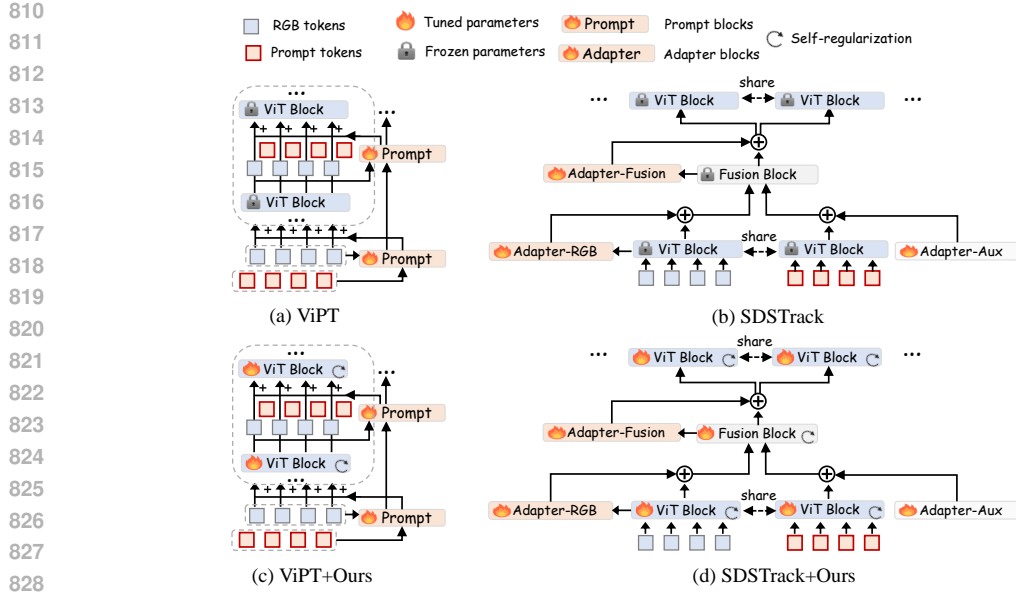 810
811
812
813
814
815
816
817
818
819
820
821
822
823
824
825
826
827
828
RGB tokens
Prompt tokens
Tuned parameters
Frozen parameters
Prompt Prompt blocks
Adapter Adapter blocks
Self-regularization
...
ViT Block
...
+ + + +
Prompt
ViT Block
...
+ + + +
Prompt
(a) ViPT
share
... ViT Block ViT Block ...
Adapter-Fusion Fusion Block
share
Adapter-RGB ViT Block ViT Block Adapter-Aux
(b) SDSTrack
...
ViT Block
...
+ + + +
Prompt
ViT Block
...
+ + + +
Prompt
(c) ViPT+Ours
share
... ViT Block ViT Block ...
Adapter-Fusion Fusion Block
share
Adapter-RGB ViT Block ViT Block Adapter-Aux
(d) SDSTrack+Ours